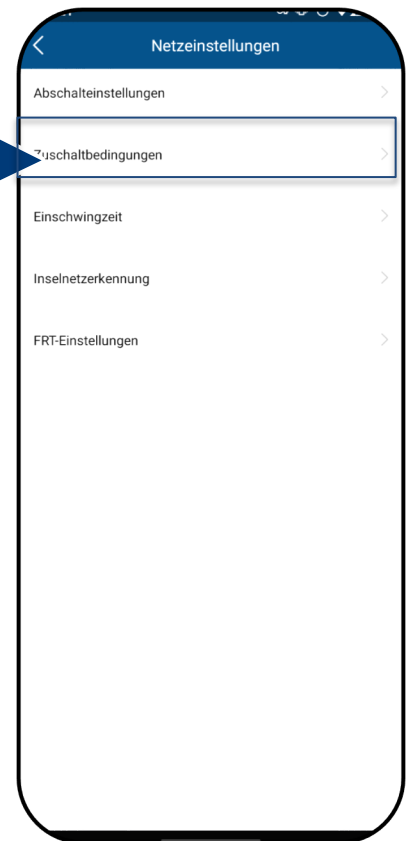 Netzeinstellungen
Abschalteinstellungen
Zuschaltbedingungen
Einschwingzeit
Inselnetzerkennung
FRT-Einstellungen